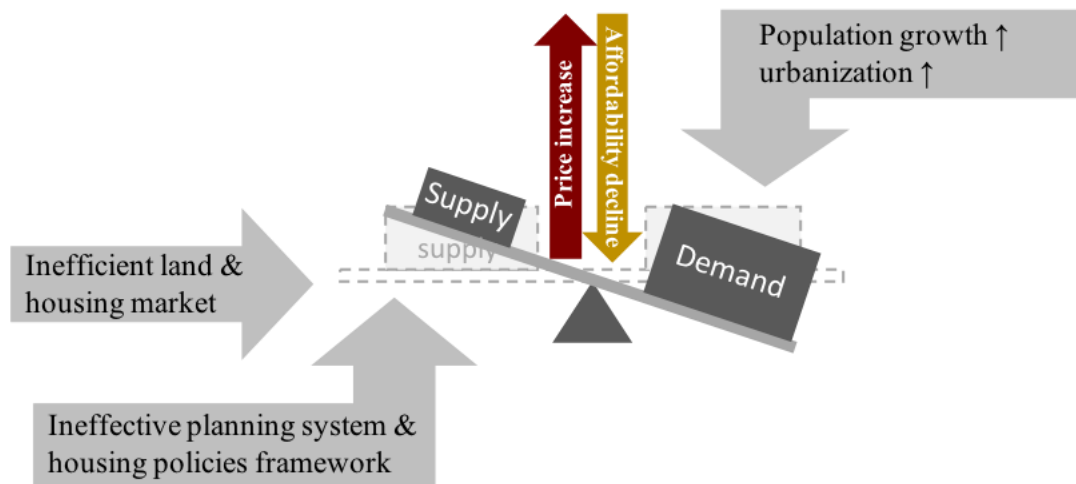 Population growth ↑
urbanization ↑
Price increase
Affordability decline
Supply
supply
Demand
Inefficient land &
housing market
Ineffective planning system &
housing policies framework